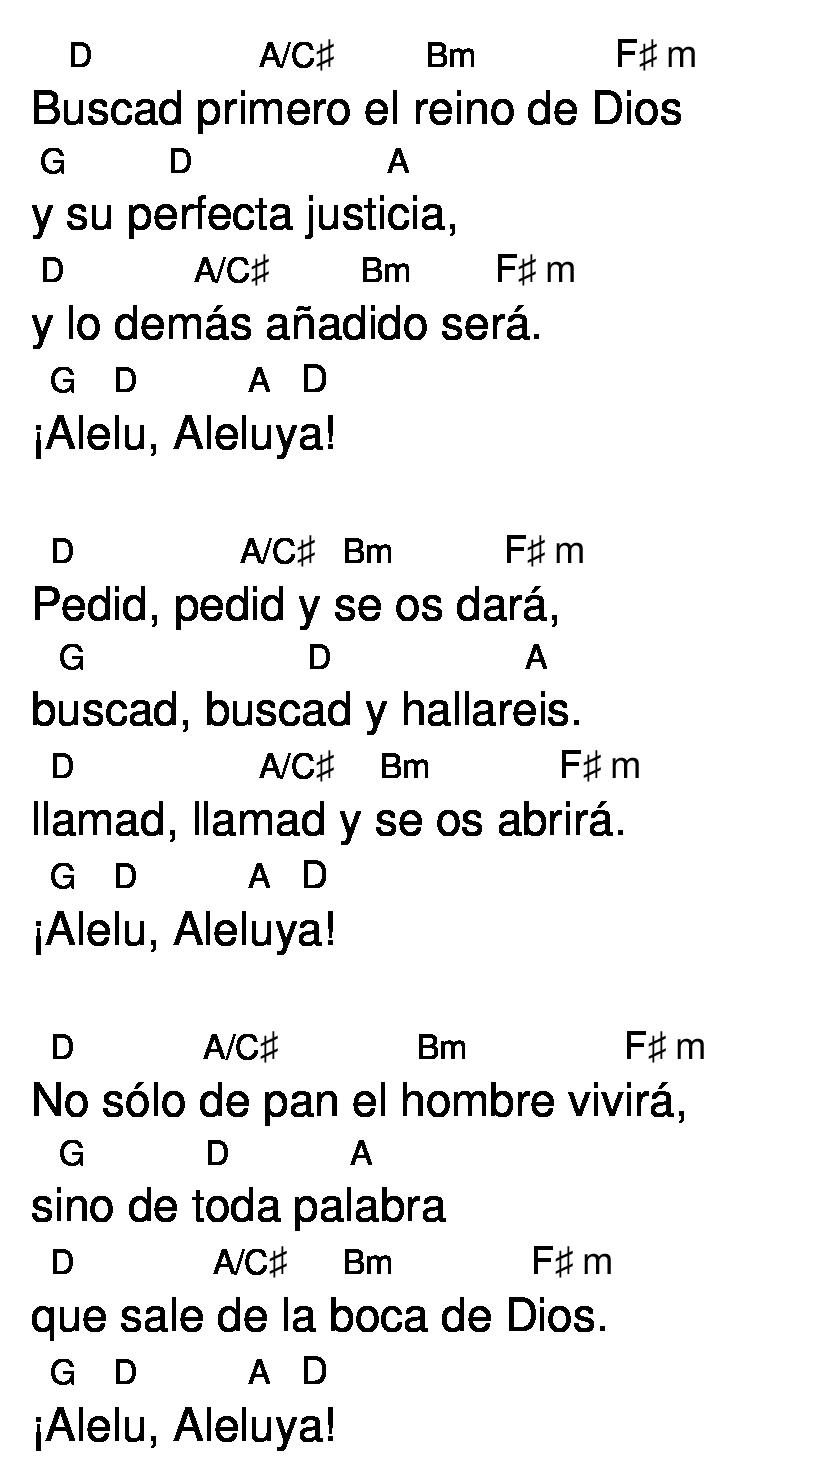 D A/C♯ Bm F♯m
Buscad primero el reino de Dios
G D A
y su perfecta justicia,
D A/C♯ Bm F♯m
y lo demás añadido será.
G D A D
¡Alelu, Aleluya!
D A/C♯ Bm F♯m
Pedid, pedid y se os dará,
G D A
buscad, buscad y hallareis.
D A/C♯ Bm F♯m
llamad, llamad y se os abrirá.
G D A D
¡Alelu, Aleluya!
D A/C♯ Bm F♯m
No sólo de pan el hombre vivirá,
G D A
sino de toda palabra
D A/C♯ Bm F♯m
que sale de la boca de Dios.
G D A D
¡Alelu, Aleluya!